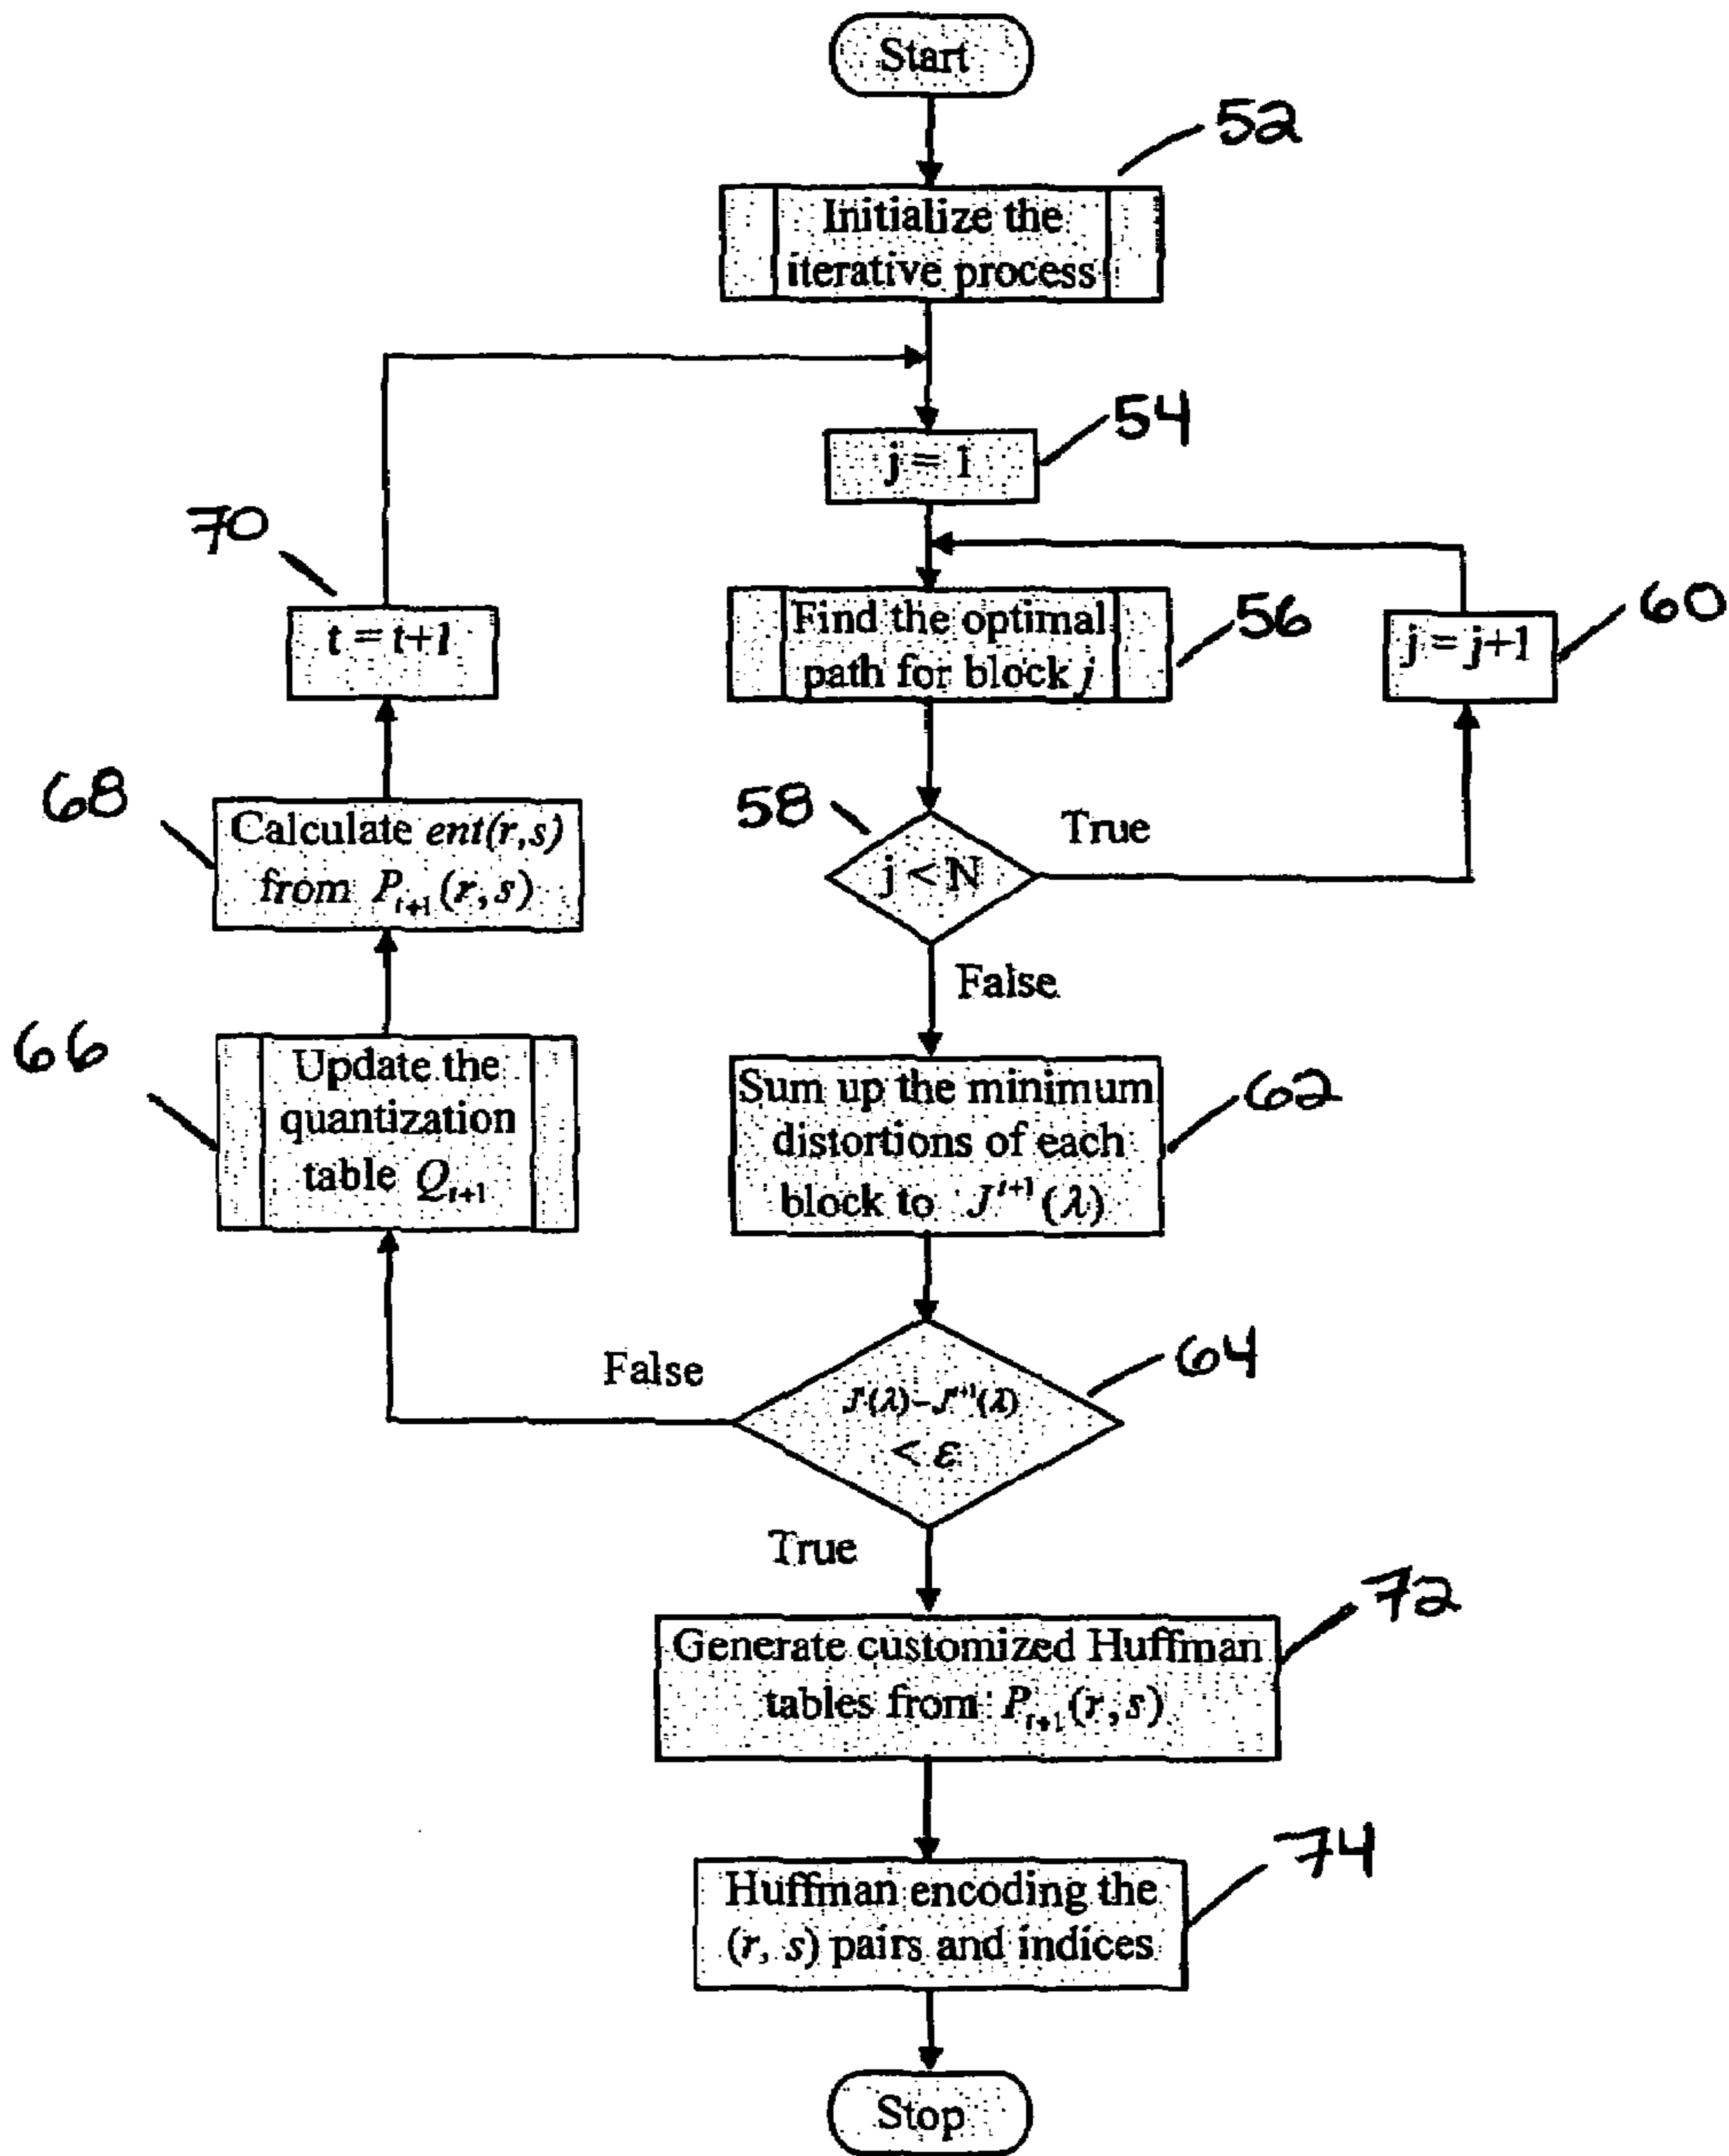 Start
52
Initialize the
iterative process
54
j = 1
70
t = t+1
Find the optimal
path for block j
56
j = j+1
60
68
Calculate ent(r,s)
from P_{t+1}(r,s)
58
j < N
True
False
66
Update the
quantization
table Q_{t+1}
Sum up the minimum
distortions of each
block to J^{t+1}(λ)
62
False
J^t(λ)−J^{t+1}(λ)
< ε
64
True
Generate customized Huffman
tables from P_{t+1}(r,s)
72
Huffman encoding the
(r, s) pairs and indices
74
Stop